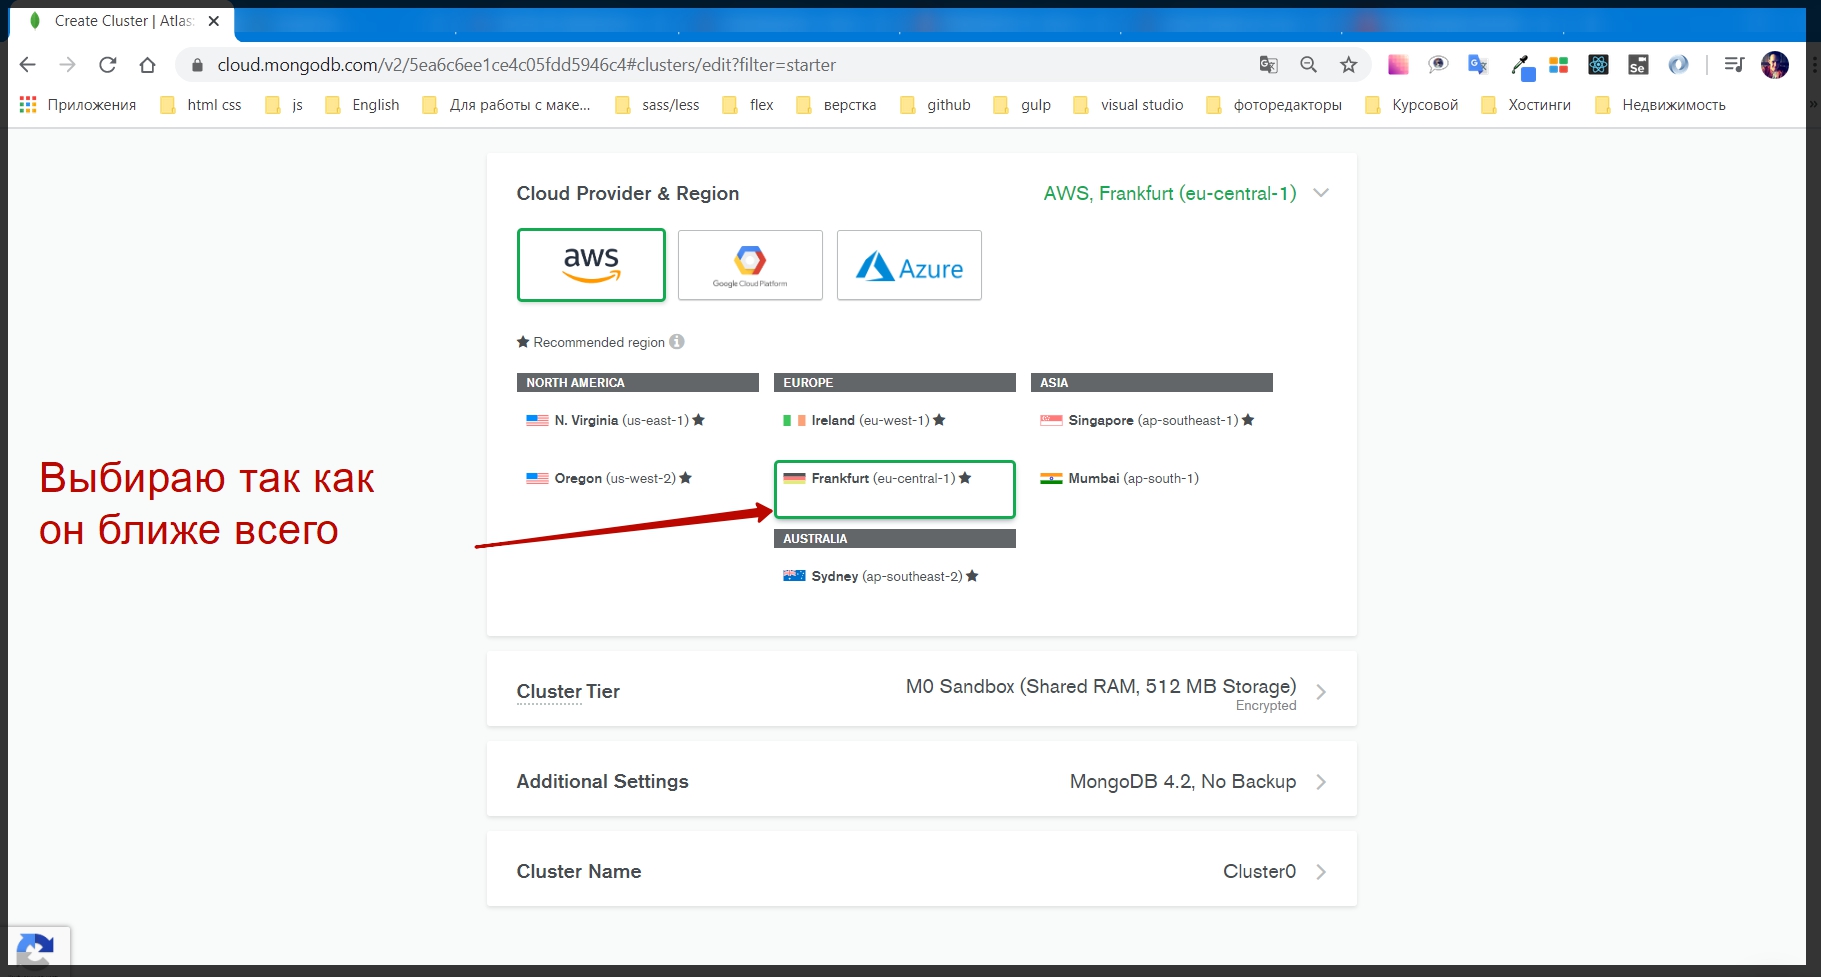 Create Cluster | Atlas:
cloud.mongodb.com/v2/5ea6c6ee1ce4c05fdd5946c4#clusters/edit?filter=starter
Se
Приложения html css js English Для работы с маке... sass/less flex верстка github gulp visual studio фоторедакторы Курсовой Хостинги Недвижимость »
Cloud Provider & Region AWS, Frankfurt (eu-central-1)
aws Google Cloud Platform Azure
★ Recommended region
NORTH AMERICA EUROPE ASIA
N. Virginia (us-east-1) ★ Ireland (eu-west-1) ★ Singapore (ap-southeast-1) ★
Oregon (us-west-2) ★ Frankfurt (eu-central-1) ★ Mumbai (ap-south-1)
Выбираю так как
он ближе всего
AUSTRALIA
Sydney (ap-southeast-2) ★
Cluster Tier M0 Sandbox (Shared RAM, 512 MB Storage)
Encrypted
Additional Settings MongoDB 4.2, No Backup
Cluster Name Cluster0